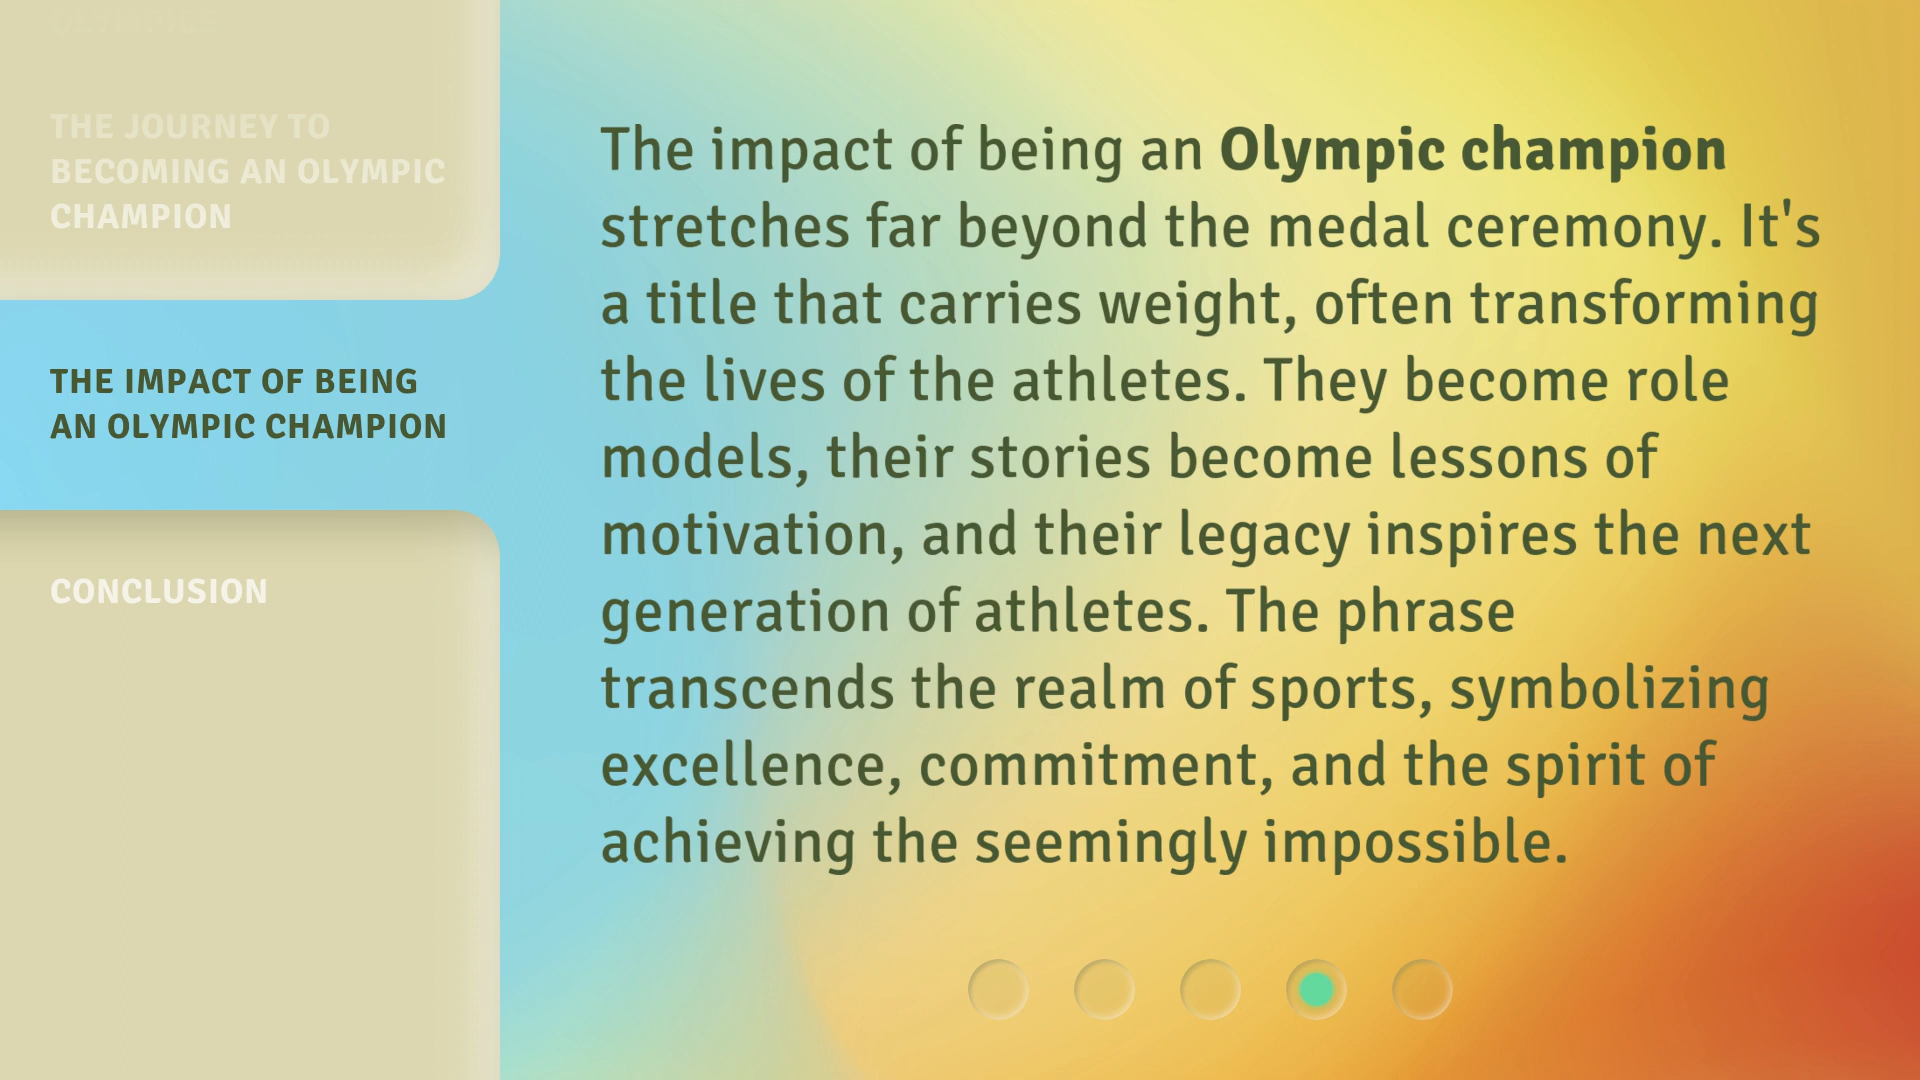 THE JOURNEY TO
BECOMING AN OLYMPIC
CHAMPION
THE IMPACT OF BEING
AN OLYMPIC CHAMPION
CONCLUSION
The impact of being an Olympic champion
stretches far beyond the medal ceremony. It's
a title that carries weight, often transforming
the lives of the athletes. They become role
models, their stories become lessons of
motivation, and their legacy inspires the next
generation of athletes. The phrase
transcends the realm of sports, symbolizing
excellence, commitment, and the spirit of
achieving the seemingly impossible.